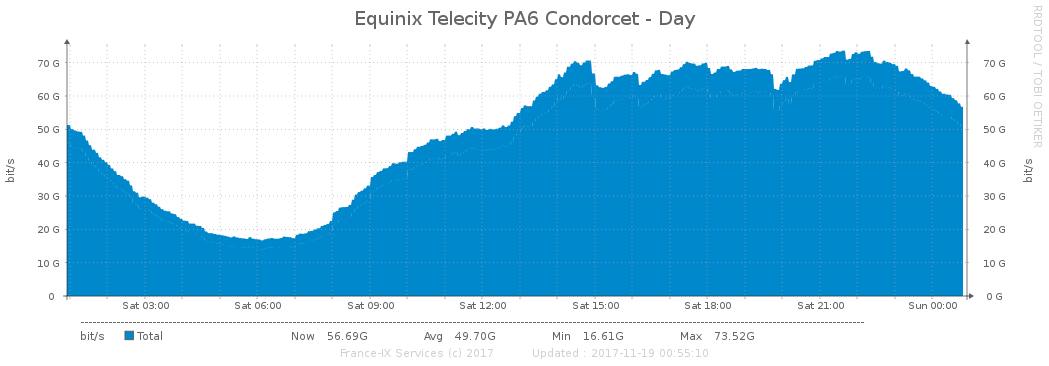 Equinix Telecity PA6 Condorcet - Day
RRDTOOL / TOBI OETIKER
bit/s
70 G 70 G
60 G 60 G
50 G 50 G
40 G 40 G
30 G 30 G
20 G 20 G
10 G 10 G
0 0 G
bit/s
Sat 03:00 Sat 06:00 Sat 09:00 Sat 12:00 Sat 15:00 Sat 18:00 Sat 21:00 Sun 00:00
bit/s Total Now 56.69G Avg 49.70G Min 16.61G Max 73.52G
France-IX Services (c) 2017 Updated : 2017-11-19 00:55:10